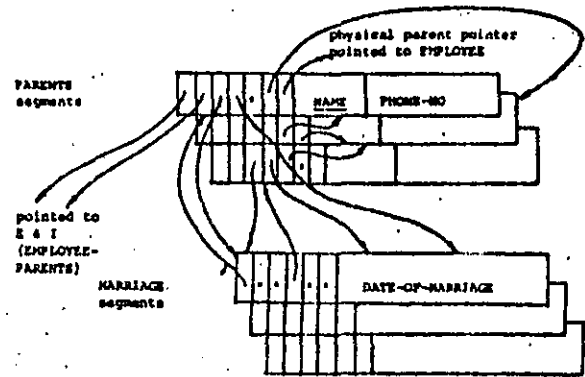 physical parent pointer
pointed to EMPLOYEE
PARENTS
segments
NAME PHONE-NO
pointed to
E & I
(EMPLOYEE-
PARENTS)
MARRIAGE
segments
DATE-OF-MARRIAGE